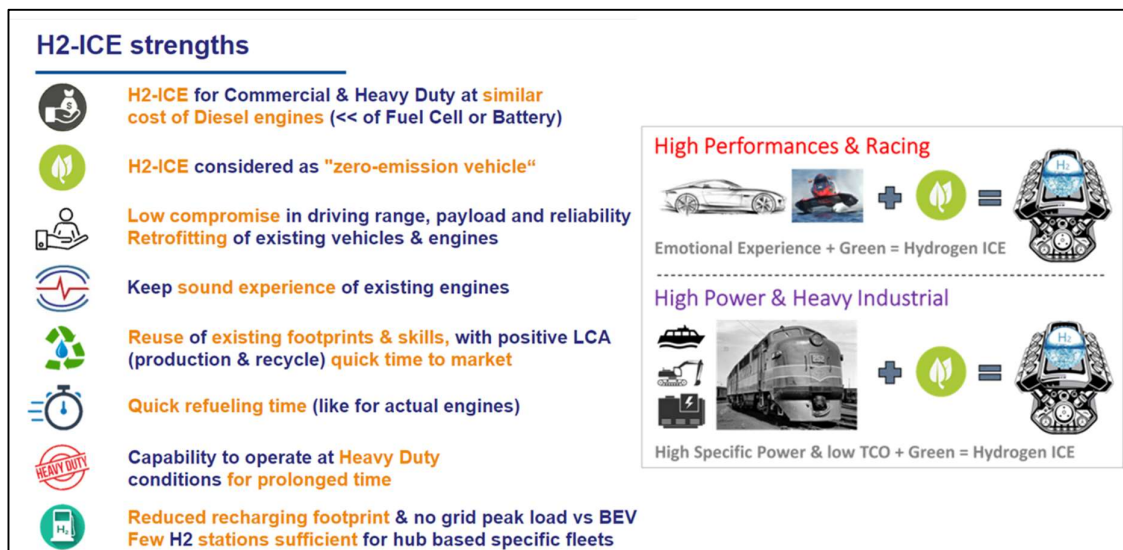 H2-ICE strengths
H2-ICE for Commercial & Heavy Duty at similar
cost of Diesel engines (<< of Fuel Cell or Battery)
H2-ICE considered as "zero-emission vehicle“
Low compromise in driving range, payload and reliability
Retrofitting of existing vehicles & engines
Keep sound experience of existing engines
Reuse of existing footprints & skills, with positive LCA
(production & recycle) quick time to market
Quick refueling time (like for actual engines)
HEAVY DUTY
Capability to operate at Heavy Duty
conditions for prolonged time
H2
Reduced recharging footprint & no grid peak load vs BEV
Few H2 stations sufficient for hub based specific fleets
High Performances & Racing
H2
Emotional Experience + Green = Hydrogen ICE
High Power & Heavy Industrial
H2
High Specific Power & low TCO + Green = Hydrogen ICE